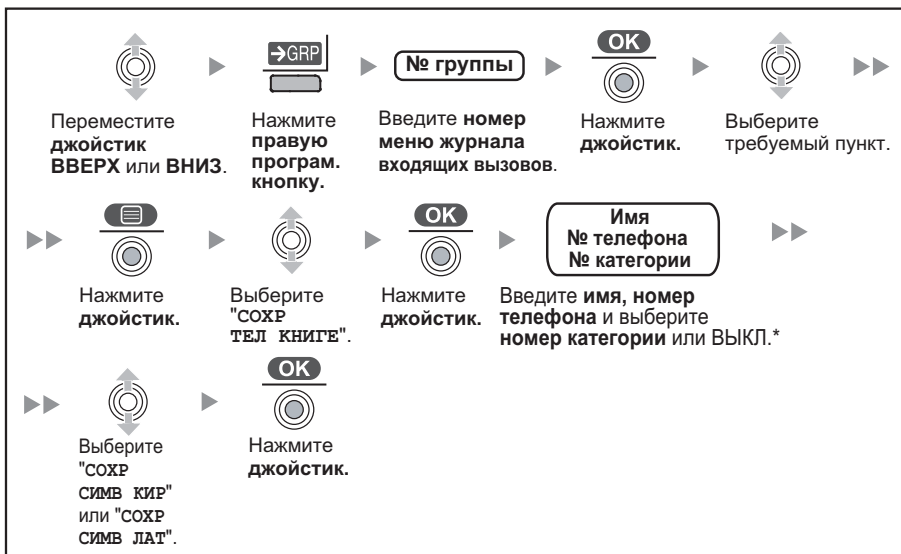 →GRP
№ группы
OK
Переместите
джойстик
ВВЕРХ или ВНИЗ.
Нажмите
правую
програм.
кнопку.
Введите номер
меню журнала
входящих вызовов.
Нажмите
джойстик.
Выберите
требуемый пункт.
OK
Имя
№ телефона
№ категории
Нажмите
джойстик.
Выберите
"СОХР
ТЕЛ КНИГЕ".
Нажмите
джойстик.
Введите имя, номер
телефона и выберите
номер категории или ВЫКЛ.*
OK
Выберите
"СОХР
СИМВ КИР"
или "СОХР
СИМВ ЛАТ".
Нажмите
джойстик.